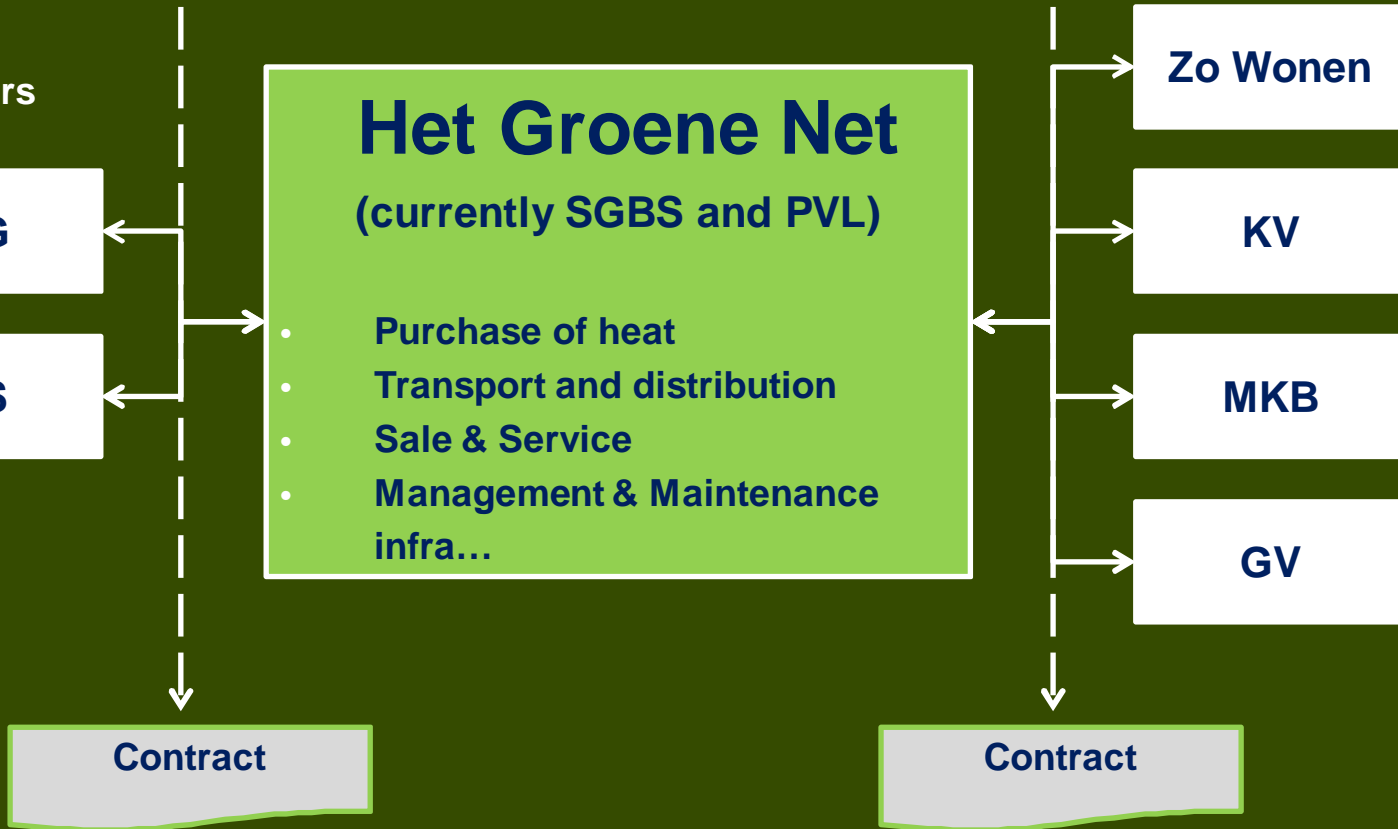 rs
G
S
Het Groene Net
(currently SGBS and PVL)
• Purchase of heat
• Transport and distribution
• Sale & Service
• Management & Maintenance
infra…
Zo Wonen
KV
MKB
GV
Contract
Contract